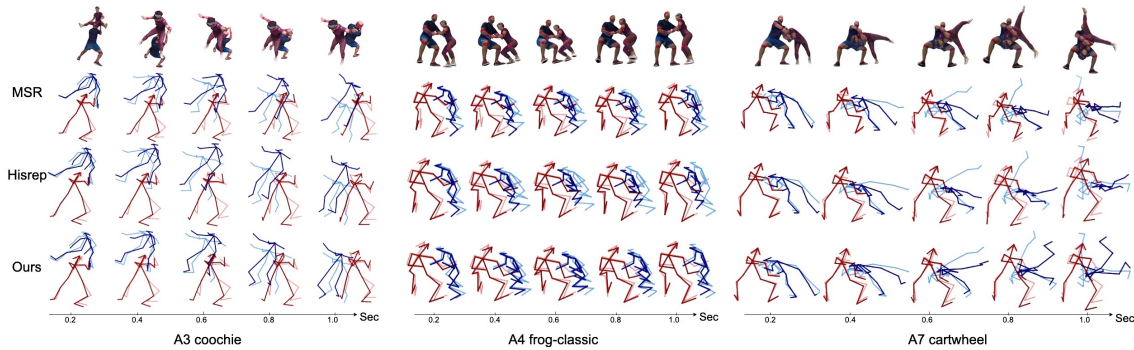 MSR
Hisrep
Ours
0.2 0.4 0.6 0.8 1.0 Sec
0.2 0.4 0.6 0.8 1.0 Sec
0.2 0.4 0.6 0.8 1.0 Sec
A3 coochie
A4 frog-classic
A7 cartwheel